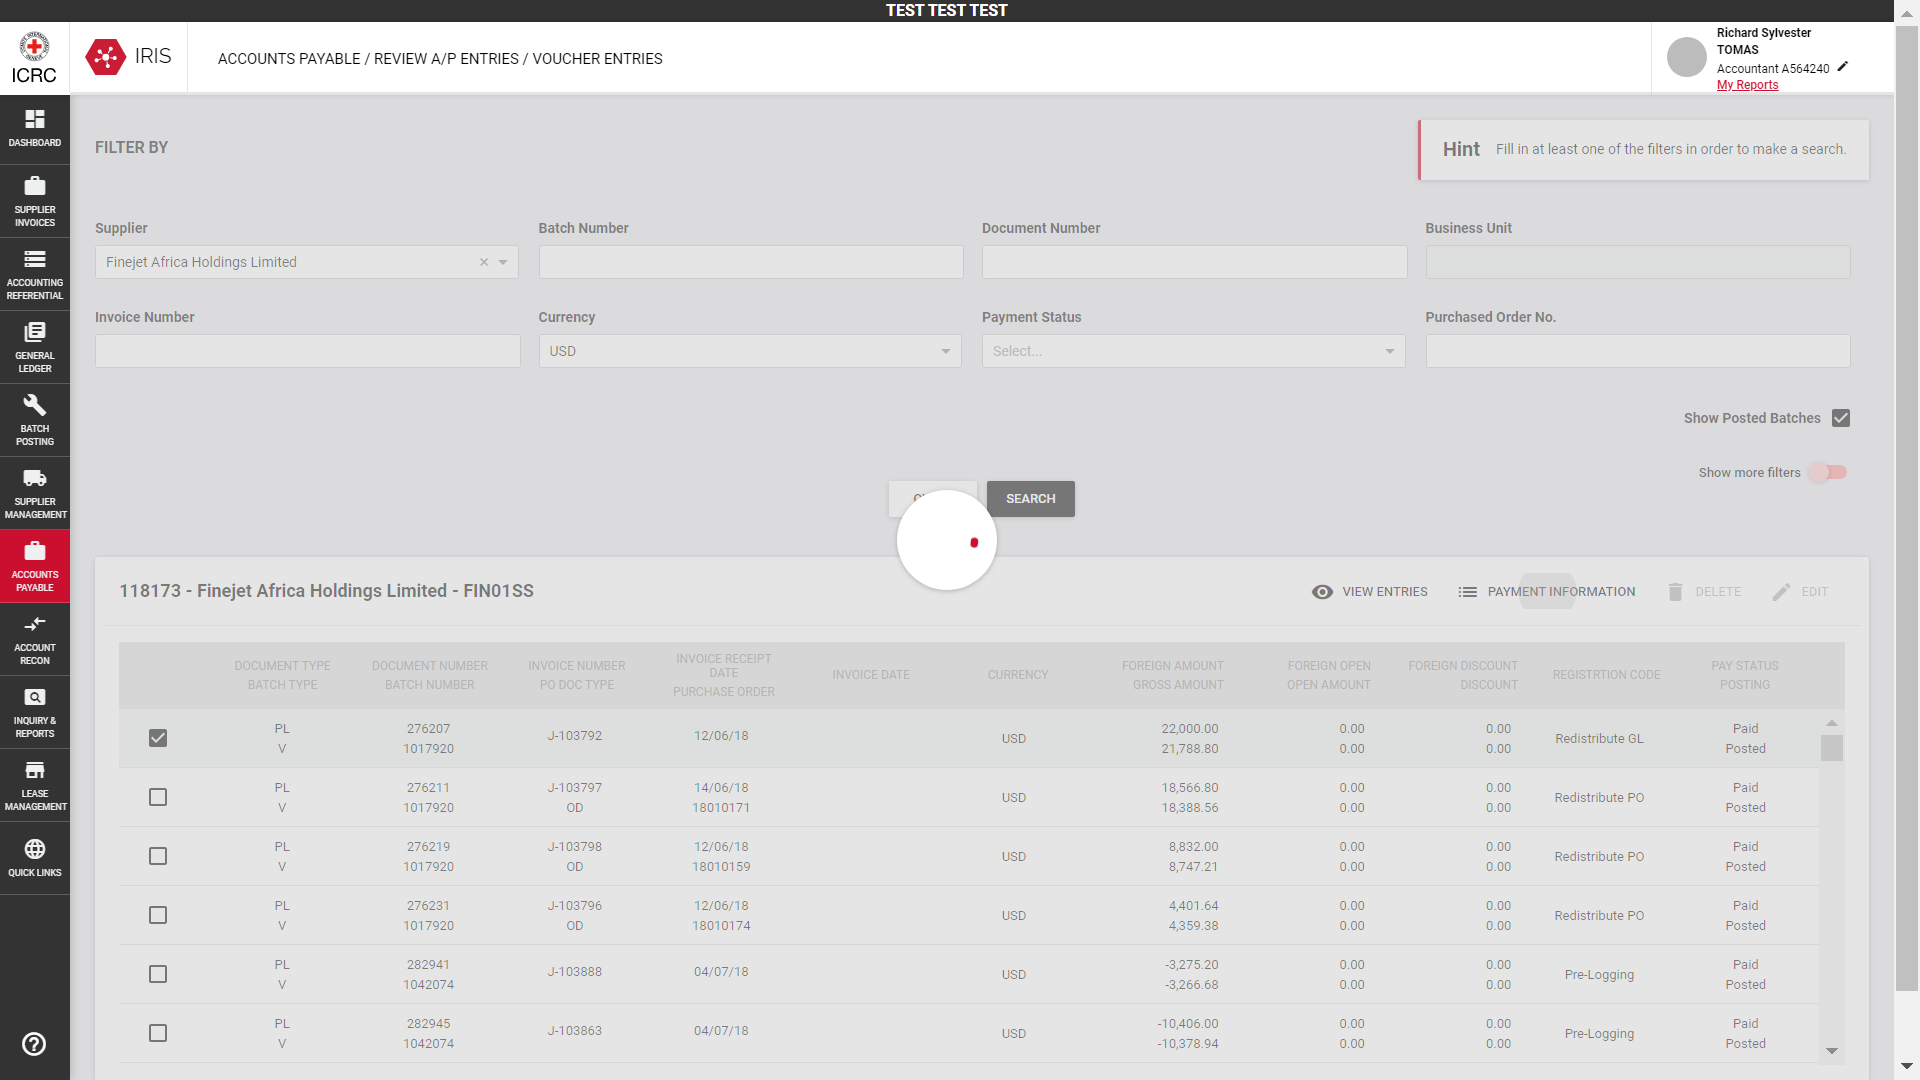 TEST TEST TEST
ICRC
IRIS
ACCOUNTS PAYABLE / REVIEW A/P ENTRIES / VOUCHER ENTRIES
Richard Sylvester
TOMAS
Accountant A564240
My Reports
DASHBOARD
SUPPLIER
INVOICES
ACCOUNTING
REFERENTIAL
GENERAL
LEDGER
BATCH
POSTING
SUPPLIER
MANAGEMENT
ACCOUNTS
PAYABLE
ACCOUNT
RECON
INQUIRY &
REPORTS
LEASE
MANAGEMENT
QUICK LINKS
FILTER BY
Hint Fill in at least one of the filters in order to make a search.
Supplier Batch Number Document Number Business Unit
Finejet Africa Holdings Limited
Invoice Number Currency Payment Status Purchased Order No.
USD Select...
Show Posted Batches
Show more filters
SEARCH
118173 - Finejet Africa Holdings Limited - FIN01SS
VIEW ENTRIES PAYMENT INFORMATION DELETE EDIT
DOCUMENT TYPE
BATCH TYPE
DOCUMENT NUMBER
BATCH NUMBER
INVOICE NUMBER
PO DOC TYPE
INVOICE RECEIPT
DATE
PURCHASE ORDER
INVOICE DATE
CURRENCY
FOREIGN AMOUNT
GROSS AMOUNT
FOREIGN OPEN
OPEN AMOUNT
FOREIGN DISCOUNT
DISCOUNT
REGISTRTION CODE
PAY STATUS
POSTING
PL 276207 J-103792 12/06/18 USD 22,000.00 0.00 0.00 Redistribute GL Paid
V 1017920 21,788.80 0.00 0.00 Posted
PL 276211 J-103797 14/06/18 USD 18,566.80 0.00 0.00 Redistribute PO Paid
V 1017920 OD 18010171 18,388.56 0.00 0.00 Posted
PL 276219 J-103798 12/06/18 USD 8,832.00 0.00 0.00 Redistribute PO Paid
V 1017920 OD 18010159 8,747.21 0.00 0.00 Posted
PL 276231 J-103796 12/06/18 USD 4,401.64 0.00 0.00 Redistribute PO Paid
V 1017920 OD 18010174 4,359.38 0.00 0.00 Posted
PL 282941 J-103888 04/07/18 USD -3,275.20 0.00 0.00 Pre-Logging Paid
V 1042074 -3,266.68 0.00 0.00 Posted
PL 282945 J-103863 04/07/18 USD -10,406.00 0.00 0.00 Pre-Logging Paid
V 1042074 -10,378.94 0.00 0.00 Posted